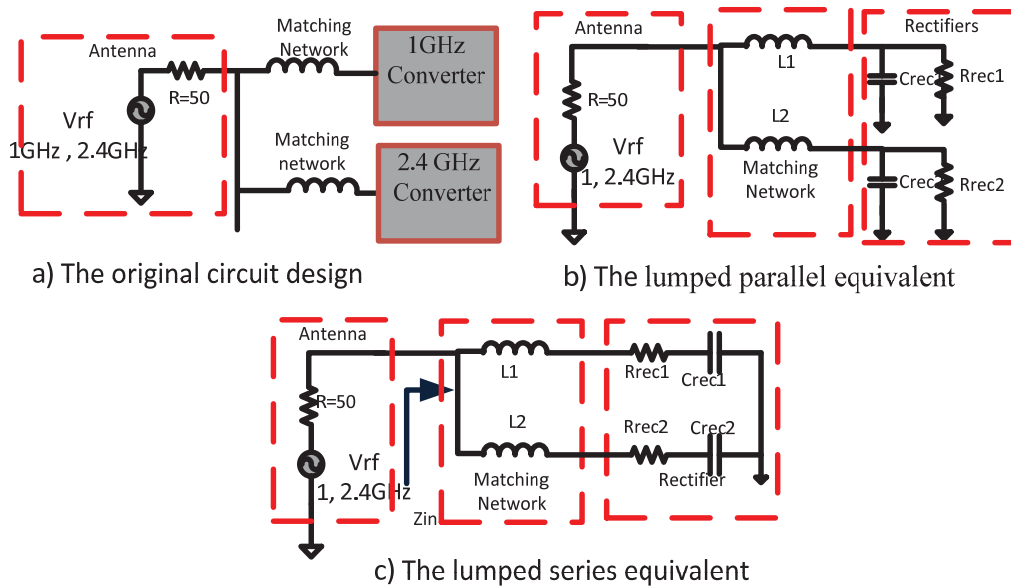 Antenna
R=50
Vrf
1GHz , 2.4GHz
Matching
Network
1GHz
Converter
Matching
network
2.4 GHz
Converter
a) The original circuit design
Antenna
R=50
Vrf
1, 2.4GHz
L1
L2
Matching
Network
Rectifiers
Crec1
Rrec1
Crec2
Rrec2
b) The lumped parallel equivalent
Antenna
R=50
Vrf
1, 2.4GHz
Zin
L1
L2
Matching
Network
Rrec1
Crec1
Rrec2
Crec2
Rectifier
c) The lumped series equivalent